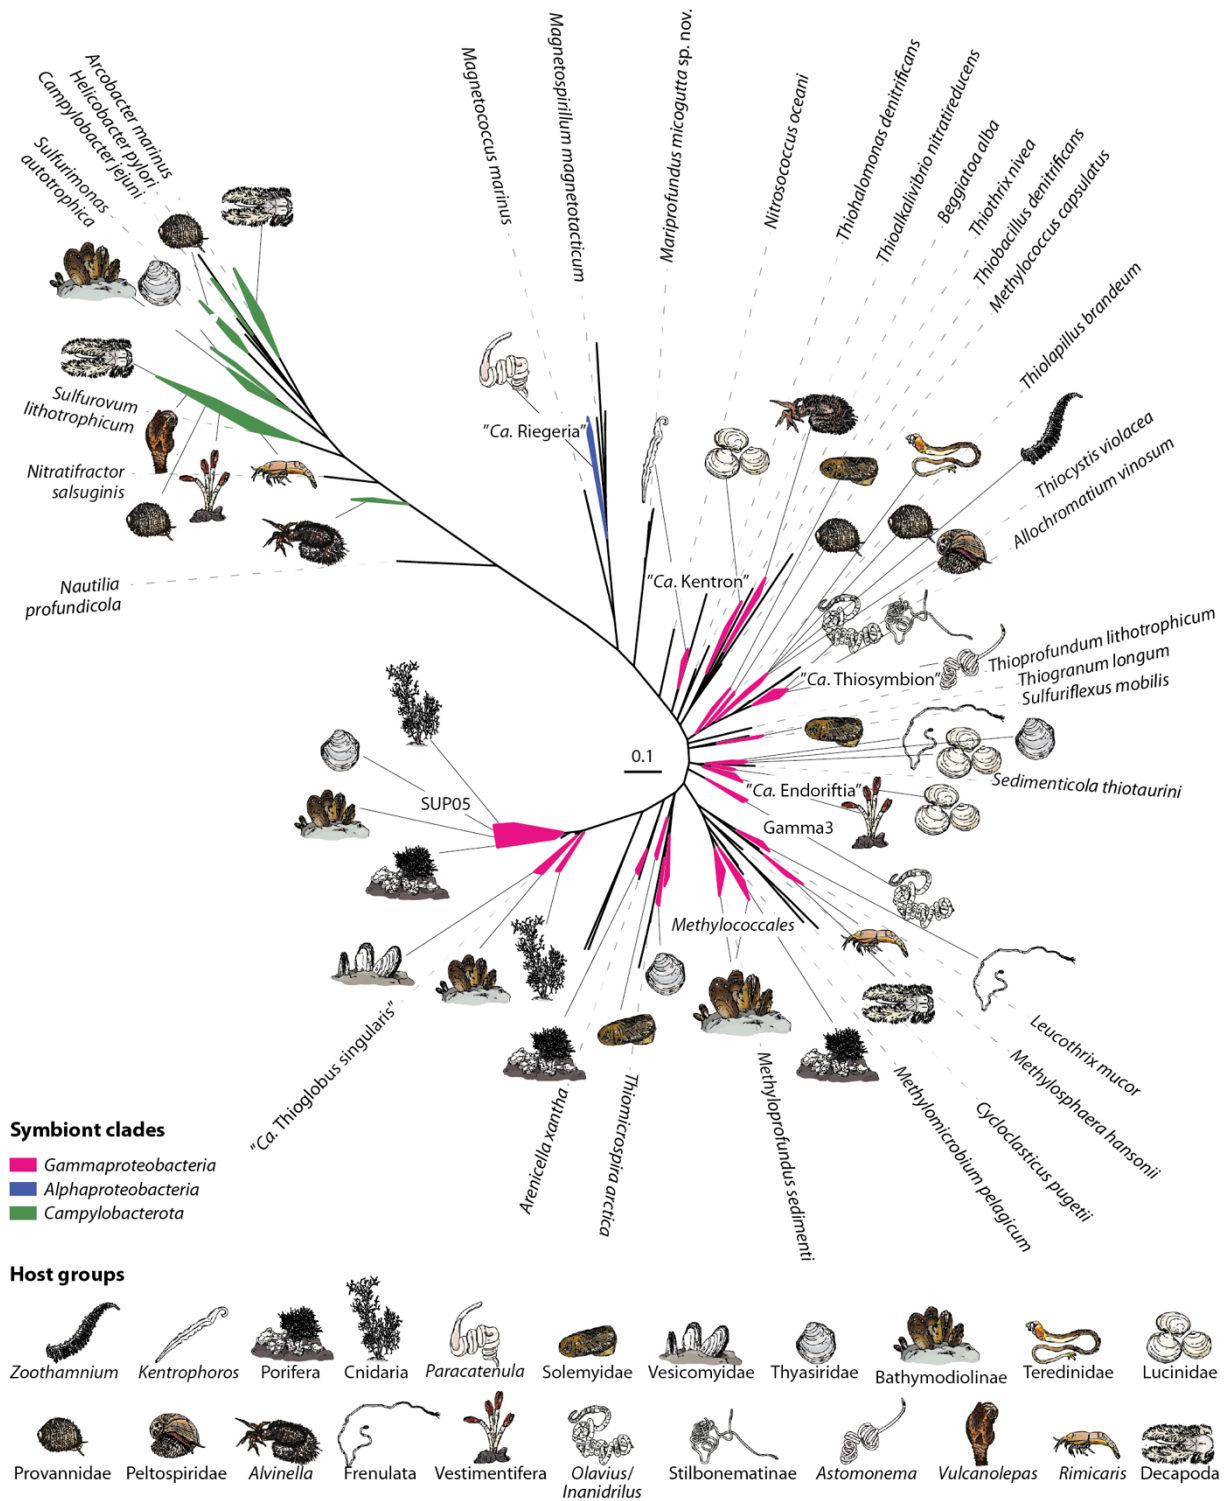 Arcobacter marinus
Helicobacter pylori
Campylobacter jejuni
Sulfurimonas
autotrophica
Magnetococcus marinus
Magnetospirillum magnetotacticum
Mariprofundus micogutta sp. nov.
Nitrosococcus oceani
Thiohalomonas denitrificans
Thioalkalivibrio nitratireducens
Beggiatoa alba
Thiothrix nivea
Thiobacillus denitrificans
Methylococcus capsulatus
Thiolapillus brandeum
Thiocystis violacea
Allochromatium vinosum
Sulfurovum
lithotrophicum
Nitratifractor
salsuginis
Nautilia
profundicola
"Ca. Riegeria"
"Ca. Kentron"
"Ca. Thiosymbion"
Thioprofundum lithotrophicum
Thiogranum longum
Sulfuriflexus mobilis
0.1
Sedimenticola thiotaurini
"Ca. Endoriftia"
Gamma3
SUP05
Methylococcales
"Ca. Thioglobus singularis"
Arenicella xantha
Thiomicrospira arctica
Methyloprofundus sedimenti
Methylomicrobium pelagicum
Cycloclasticus pugetii
Methylosphaera hansonii
Leucothrix mucor
Symbiont clades
Gammaproteobacteria
Alphaproteobacteria
Campylobacterota
Host groups
Zoothamnium
Kentrophoros
Porifera
Cnidaria
Paracatenula
Solemyidae
Vesicomyidae
Thyasiridae
Bathymodiolinae
Teredinidae
Lucinidae
Provannidae
Peltospiridae
Alvinella
Frenulata
Vestimentifera
Olavius/
Inanidrilus
Stilbonematinae
Astomonema
Vulcanolepas
Rimicaris
Decapoda